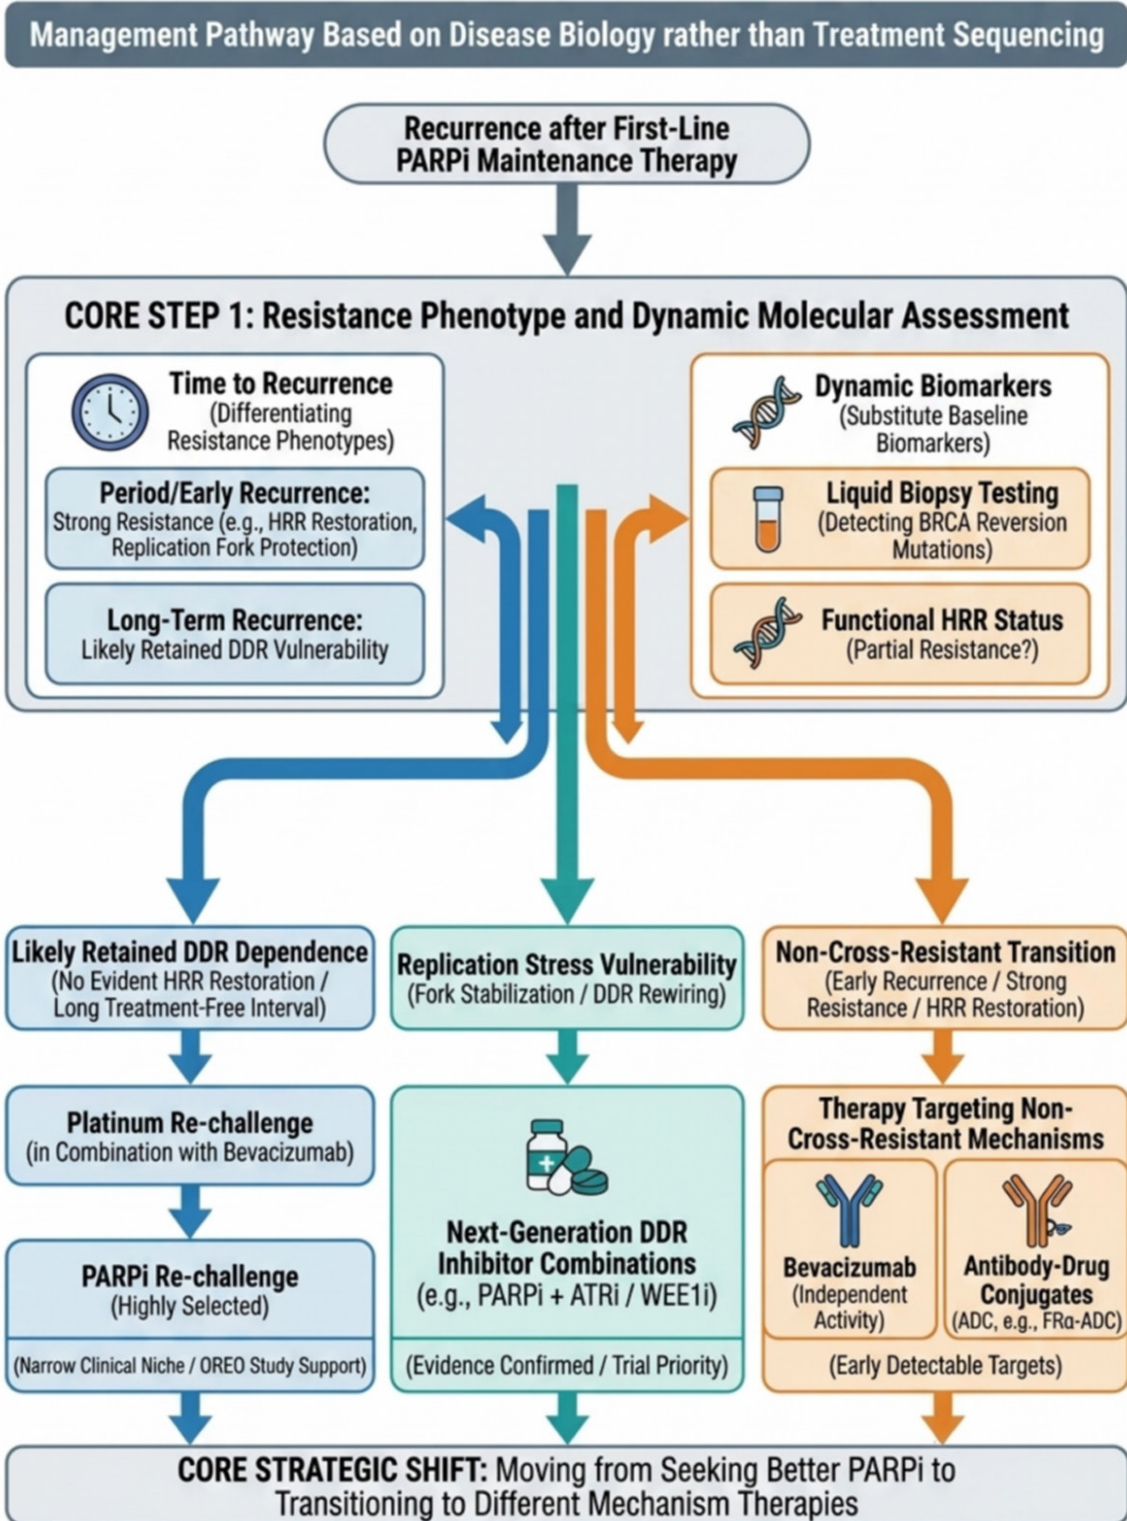 Management Pathway Based on Disease Biology rather than Treatment Sequencing
Recurrence after First-Line
PARPi Maintenance Therapy
CORE STEP 1: Resistance Phenotype and Dynamic Molecular Assessment
Time to Recurrence
(Differentiating
Resistance Phenotypes)
Period/Early Recurrence:
Strong Resistance (e.g., HRR Restoration,
Replication Fork Protection)
Long-Term Recurrence:
Likely Retained DDR Vulnerability
Dynamic Biomarkers
(Substitute Baseline
Biomarkers)
Liquid Biopsy Testing
(Detecting BRCA Reversion
Mutations)
Functional HRR Status
(Partial Resistance?)
Likely Retained DDR Dependence
(No Evident HRR Restoration /
Long Treatment-Free Interval)
Platinum Re-challenge
(in Combination with Bevacizumab)
PARPi Re-challenge
(Highly Selected)
(Narrow Clinical Niche / OREO Study Support)
Replication Stress Vulnerability
(Fork Stabilization / DDR Rewiring)
Next-Generation DDR
Inhibitor Combinations
(e.g., PARPi + ATRi / WEE1i)
(Evidence Confirmed / Trial Priority)
Non-Cross-Resistant Transition
(Early Recurrence / Strong
Resistance / HRR Restoration)
Therapy Targeting Non-
Cross-Resistant Mechanisms
Bevacizumab
(Independent
Activity)
Antibody-Drug
Conjugates
(ADC, e.g., FRα-ADC)
(Early Detectable Targets)
CORE STRATEGIC SHIFT: Moving from Seeking Better PARPi to
Transitioning to Different Mechanism Therapies